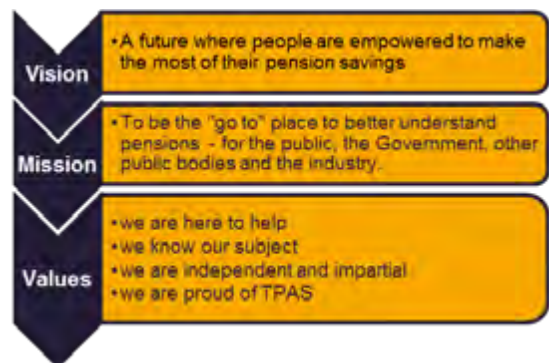 Vision
•A future where people are empowered to make
the most of their pension savings
Mission
•To be the "go to" place to better understand
pensions - for the public, the Government, other
public bodies and the industry.
Values
•we are here to help
•we know our subject
•we are independent and impartial
•we are proud of TPAS